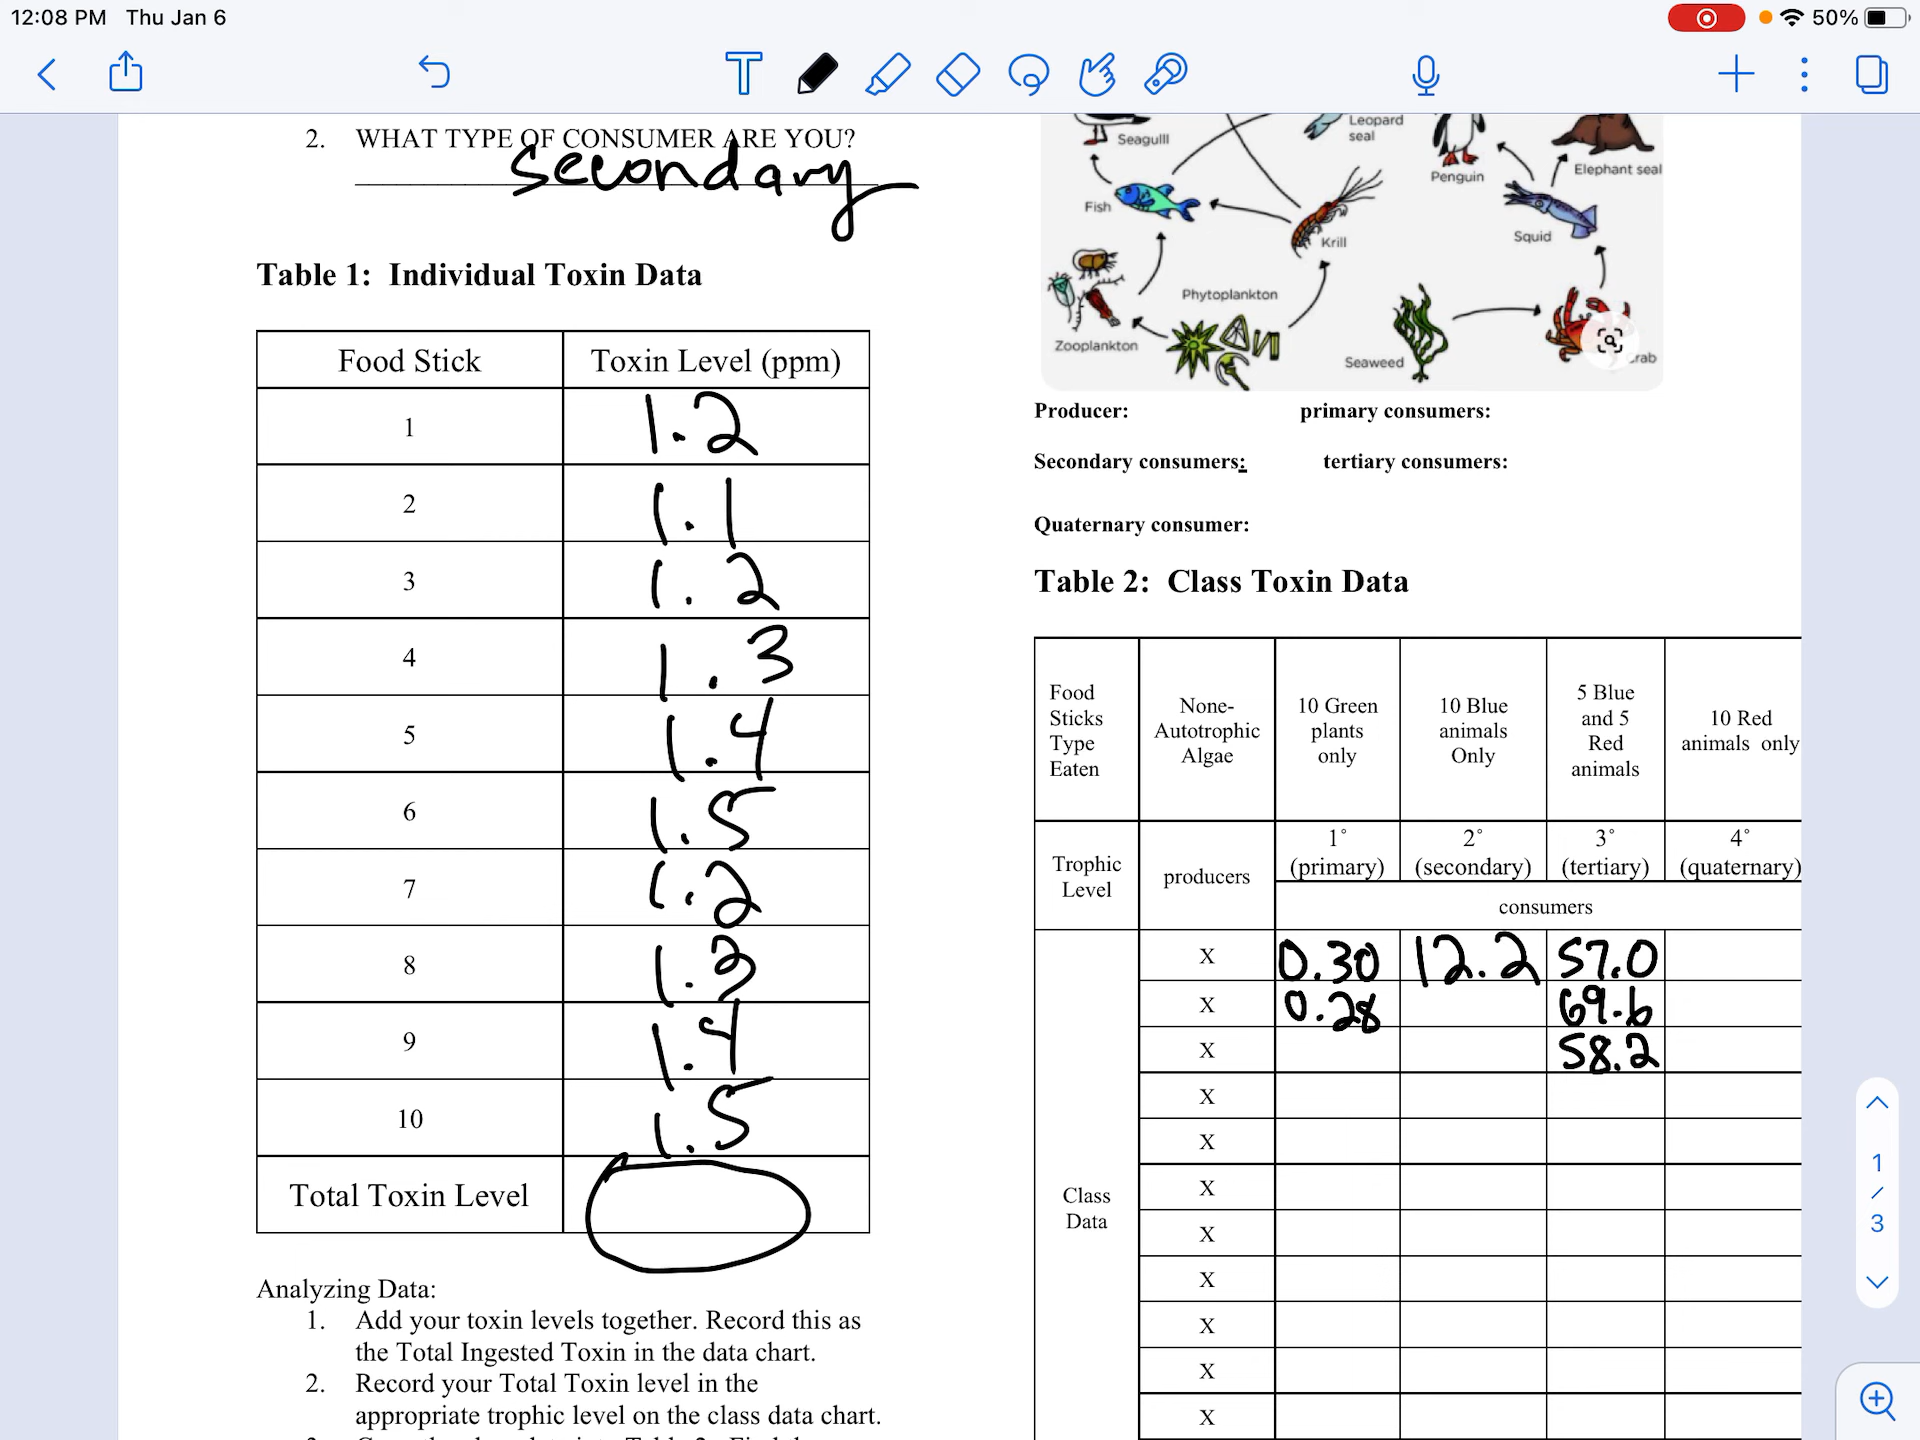 12:08 PM Thu Jan 6
50%
2. WHAT TYPE OF CONSUMER ARE YOU?
secondary
Table 1: Individual Toxin Data
Food Stick Toxin Level (ppm)
1 1.2
2 1.1
3 1.2
4 1.3
5 1.4
6 1.5
7 1.2
8 1.3
9 1.4
10 1.5
Total Toxin Level
Analyzing Data:
1. Add your toxin levels together. Record this as
the Total Ingested Toxin in the data chart.
2. Record your Total Toxin level in the
appropriate trophic level on the class data chart.
Seagulll
Leopard
seal
Penguin
Elephant seal
Fish
Krill
Squid
Phytoplankton
Zooplankton
Seaweed
Producer: primary consumers:
Secondary consumers: tertiary consumers:
Quaternary consumer:
Table 2: Class Toxin Data
Food
Sticks
Type
Eaten
None-
Autotrophic
Algae
10 Green
plants
only
10 Blue
animals
Only
5 Blue
and 5
Red
animals
10 Red
animals only
Trophic
Level
producers
1°
(primary)
2°
(secondary)
3°
(tertiary)
4°
(quaternary)
consumers
Class
Data
X 0.30 12.2 57.0
X 0.28 69.6
X 58.2
X
X
X
X
X
X
X
X
1
/
3